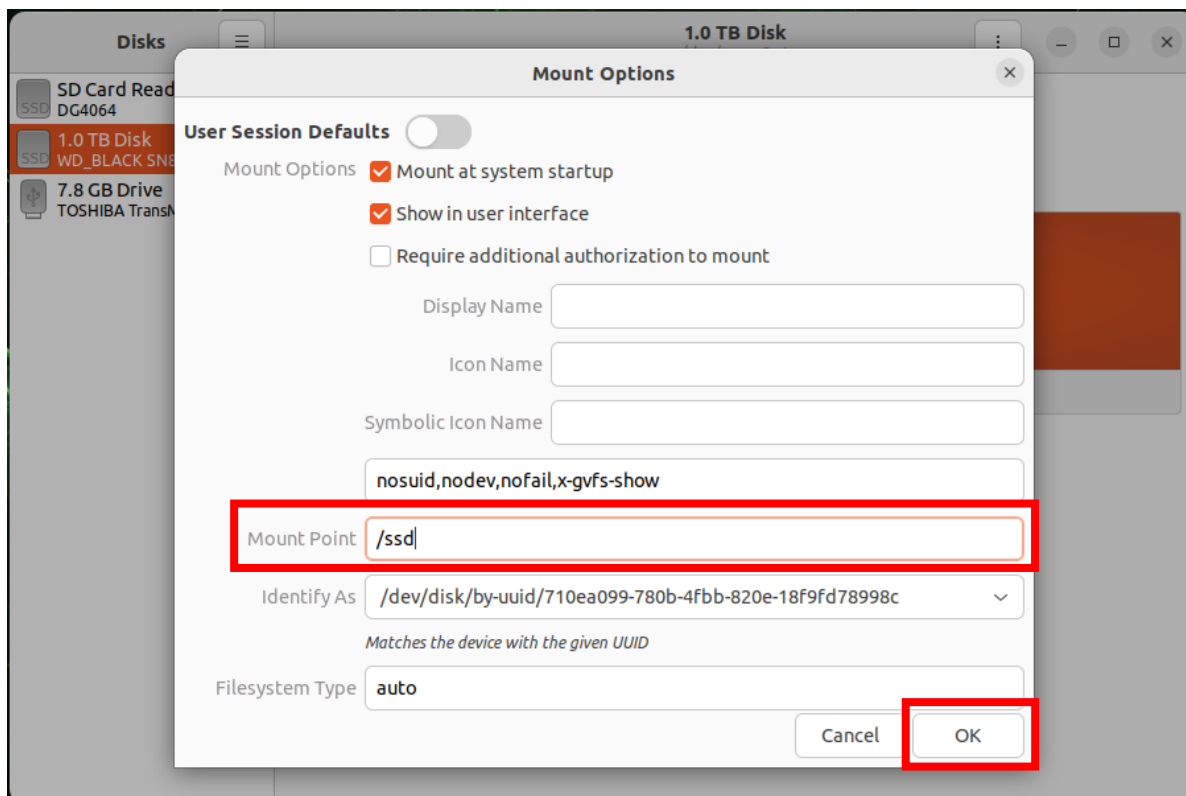 Disks
1.0 TB Disk
SD Card Read
DG4064
1.0 TB Disk
WD_BLACK SN8
7.8 GB Drive
TOSHIBA TransM
SSD
SSD
Mount Options
User Session Defaults
Mount Options
Mount at system startup
Show in user interface
Require additional authorization to mount
Display Name
Icon Name
Symbolic Icon Name
nosuid,nodev,nofail,x-gvfs-show
Mount Point /ssd
Identify As /dev/disk/by-uuid/710ea099-780b-4fbb-820e-18f9fd78998c
Matches the device with the given UUID
Filesystem Type auto
Cancel OK